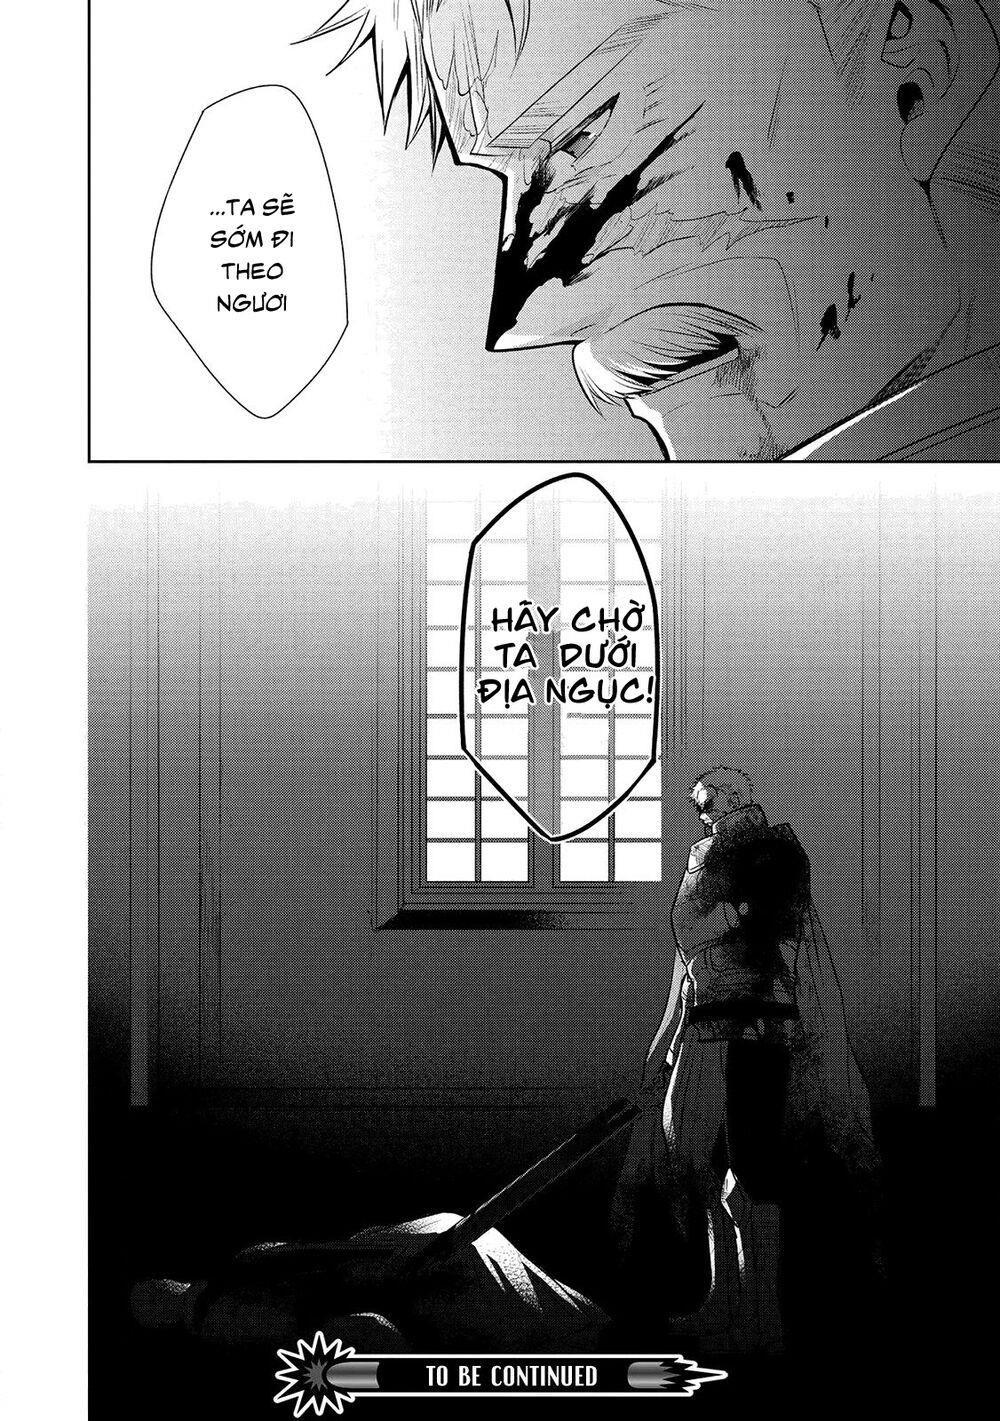 ...TA SẼ
SỚM ĐI
THEO
NGƯƠI
HÃY CHỜ
TA DƯỚI
ĐỊA NGỤC!
TO BE CONTINUED